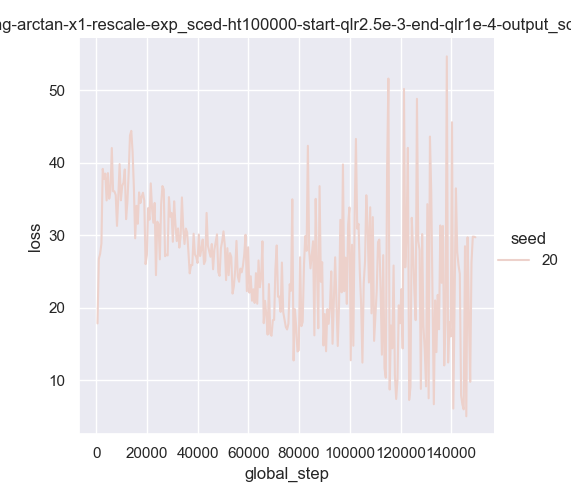 ng-arctan-x1-rescale-exp_sced-ht100000-start-qlr2.5e-3-end-qlr1e-4-output_sc
50
40
30
20
10
loss
0 20000 40000 60000 80000 100000 120000 140000
global_step
seed
20